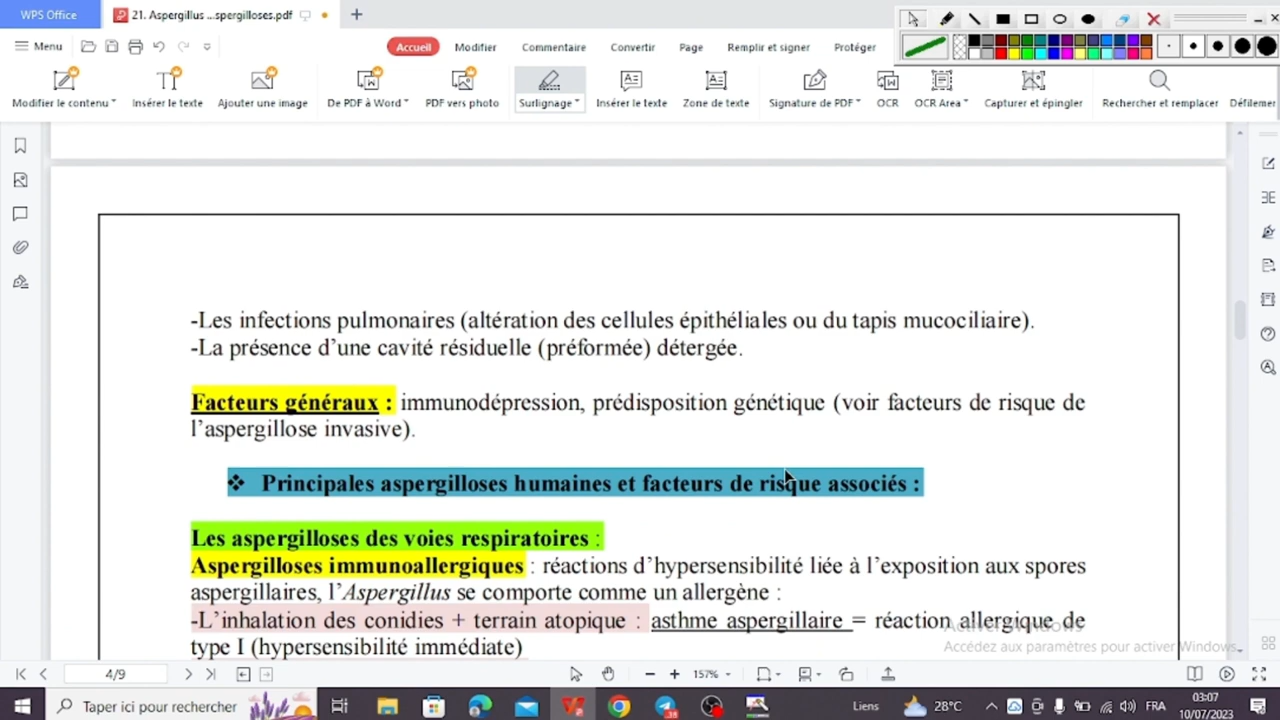 WPS Office
21. Aspergillus ...spergilloses.pdf
Menu
Accueil
Modifier
Commentaire
Convertir
Page
Remplir et signer
Protéger
Modifier le contenu
Insérer le texte
Ajouter une image
De PDF à Word
PDF vers photo
Surlignage
Insérer le texte
Zone de texte
Signature de PDF
OCR
OCR Area
Capturer et épingler
Rechercher et remplacer
Défilemer
-Les infections pulmonaires (altération des cellules épithéliales ou du tapis mucociliaire).
-La présence d’une cavité résiduelle (préformée) détergée.
Facteurs généraux : immunodépression, prédisposition génétique (voir facteurs de risque de
l’aspergillose invasive).
❖ Principales aspergilloses humaines et facteurs de risque associés :
Les aspergilloses des voies respiratoires :
Aspergilloses immunoallergiques : réactions d’hypersensibilité liée à l’exposition aux spores
aspergillaires, l’Aspergillus se comporte comme un allergène :
-L’inhalation des conidies + terrain atopique : asthme aspergillaire = réaction allergique de
type I (hypersensibilité immédiate)
Activer Windows
Accédez aux paramètres pour activer Windows.
4/9
157%
Taper ici pour rechercher
Liens
28°C
FRA
03:07
10/07/2023